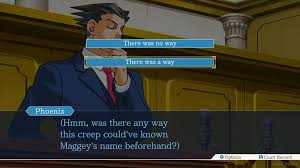 There was no way
There was a way
Phoenix
(Hmm, was there any way
this creep could've known
Maggey's name beforehand?)
Options
Court Record